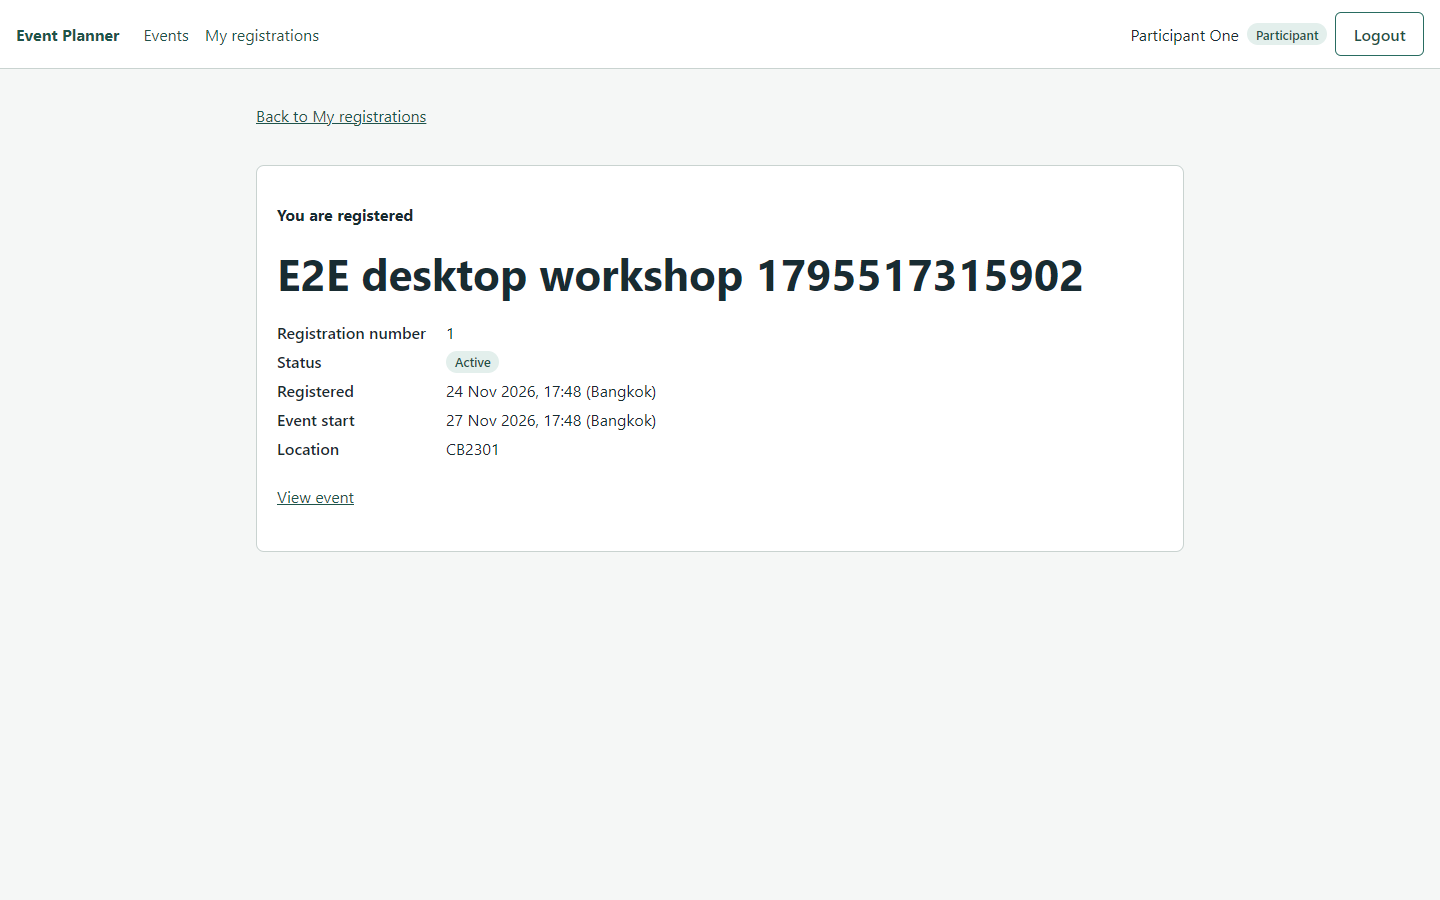 Event Planner Events My registrations Participant One Participant Logout
Back to My registrations
You are registered
E2E desktop workshop 1795517315902
Registration number 1
Status Active
Registered 24 Nov 2026, 17:48 (Bangkok)
Event start 27 Nov 2026, 17:48 (Bangkok)
Location CB2301
View event